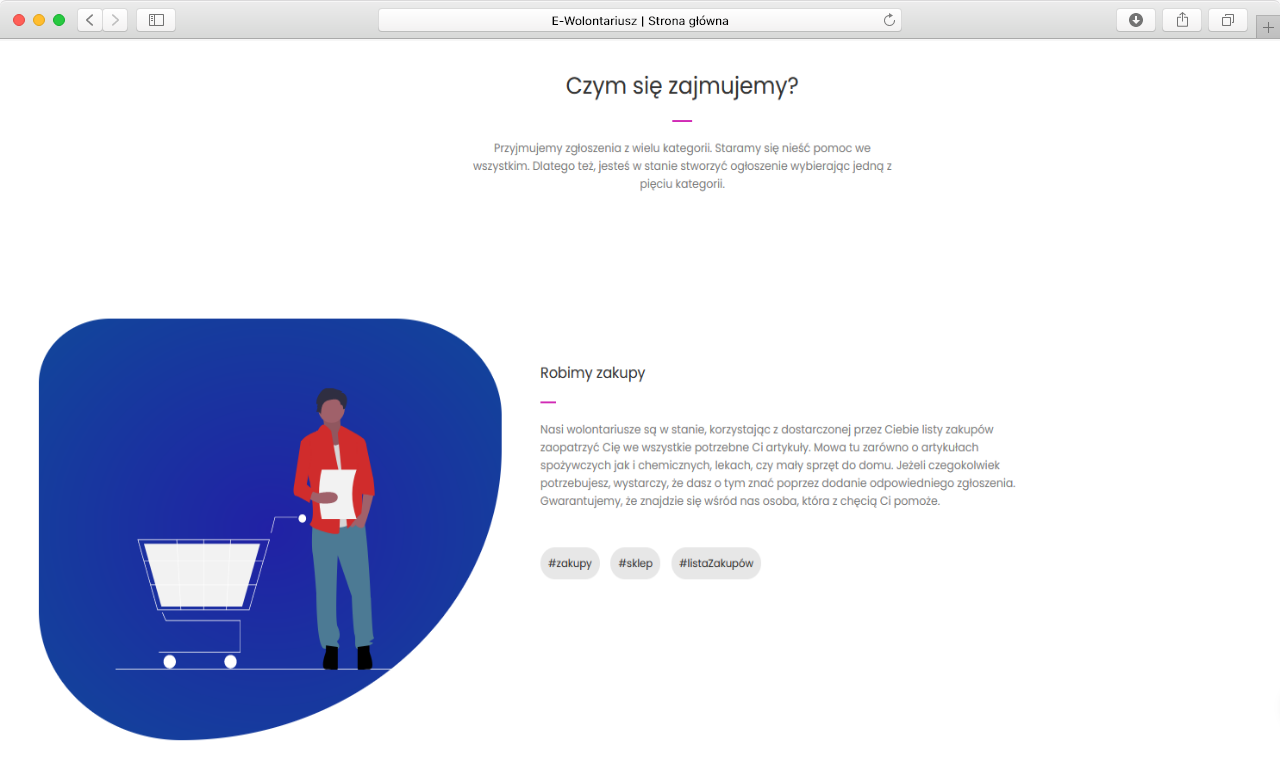 E-Wolontariusz | Strona główna
Czym się zajmujemy?
Przyjmujemy zgłoszenia z wielu kategorii. Staramy się nieść pomoc we
wszystkim. Dlatego też, jesteś w stanie stworzyć ogłoszenie wybierając jedną z
pięciu kategorii.
Robimy zakupy
Nasi wolontariusze są w stanie, korzystając z dostarczonej przez Ciebie listy zakupów
zaopatrzyć Cię we wszystkie potrzebne Ci artykuły. Mowa tu zarówno o artykułach
spożywczych jak i chemicznych, lekach, czy mały sprzęt do domu. Jeżeli czegokolwiek
potrzebujesz, wystarczy, że dasz o tym znać poprzez dodanie odpowiedniego zgłoszenia.
Gwarantujemy, że znajdzie się wśród nas osoba, która z chęcią Ci pomoże.
#zakupy #sklep #listaZakupów